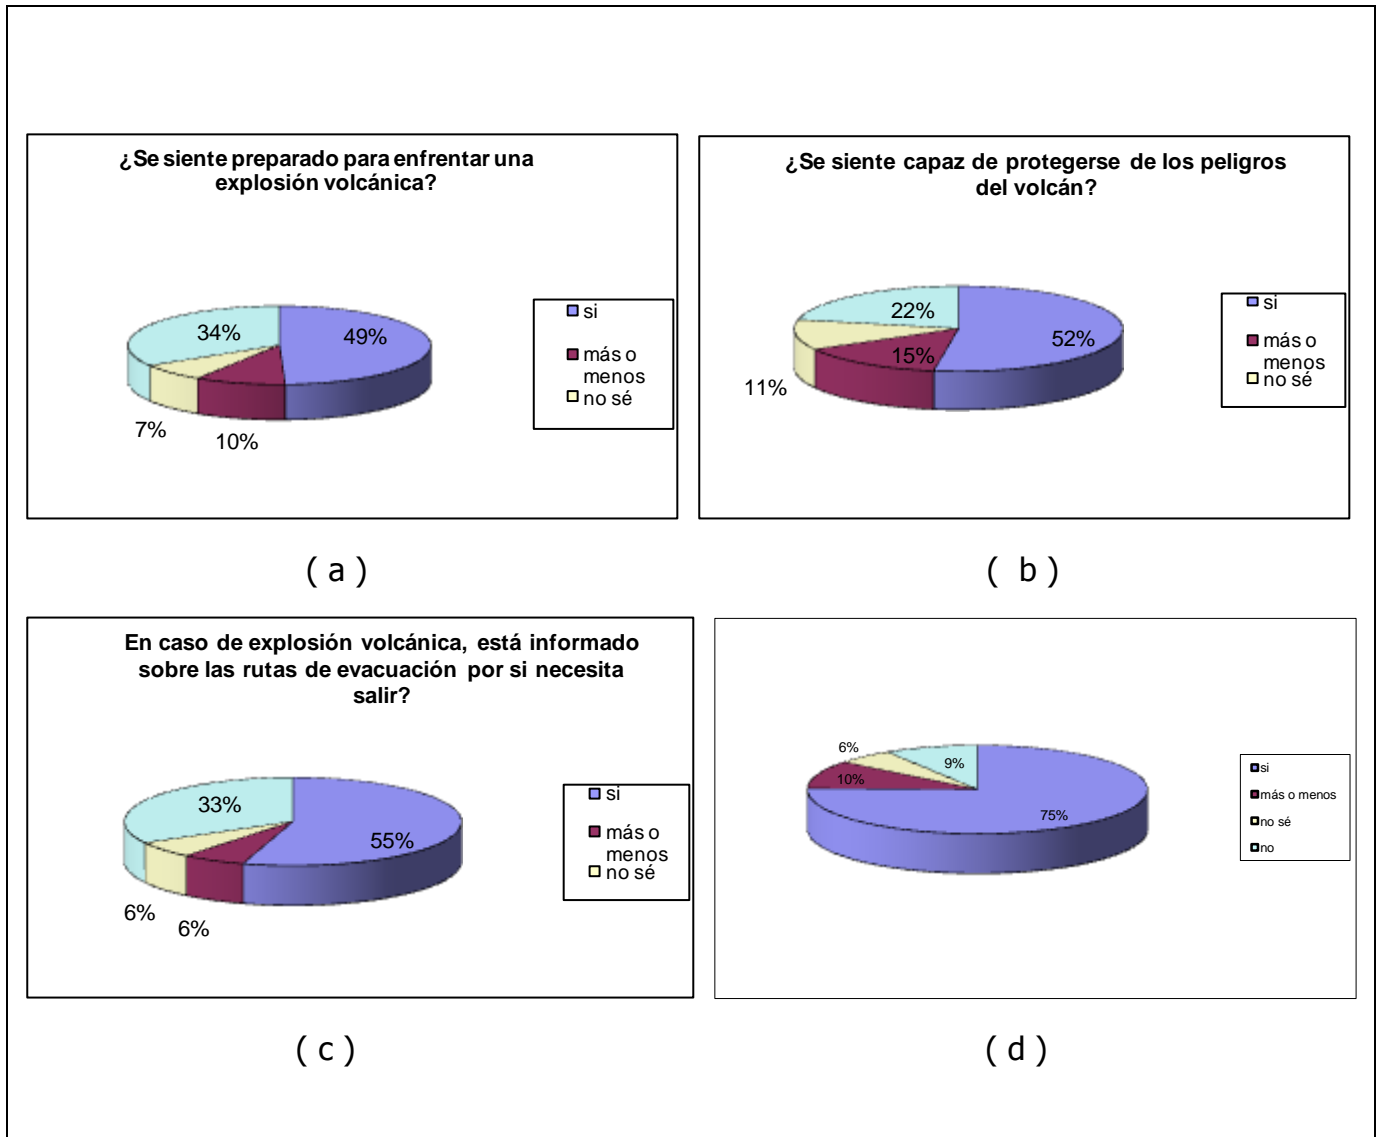 ¿Se siente preparado para enfrentar una
explosión volcánica?
34%
49%
7%
10%
si
más o
menos
no sé
( a )
¿Se siente capaz de protegerse de los peligros
del volcán?
22%
52%
15%
11%
si
más o
menos
no sé
( b )
En caso de explosión volcánica, está informado
sobre las rutas de evacuación por si necesita
salir?
33%
55%
6%
6%
si
más o
menos
no sé
( c )
6%
9%
10%
75%
si
más o menos
no sé
no
( d )